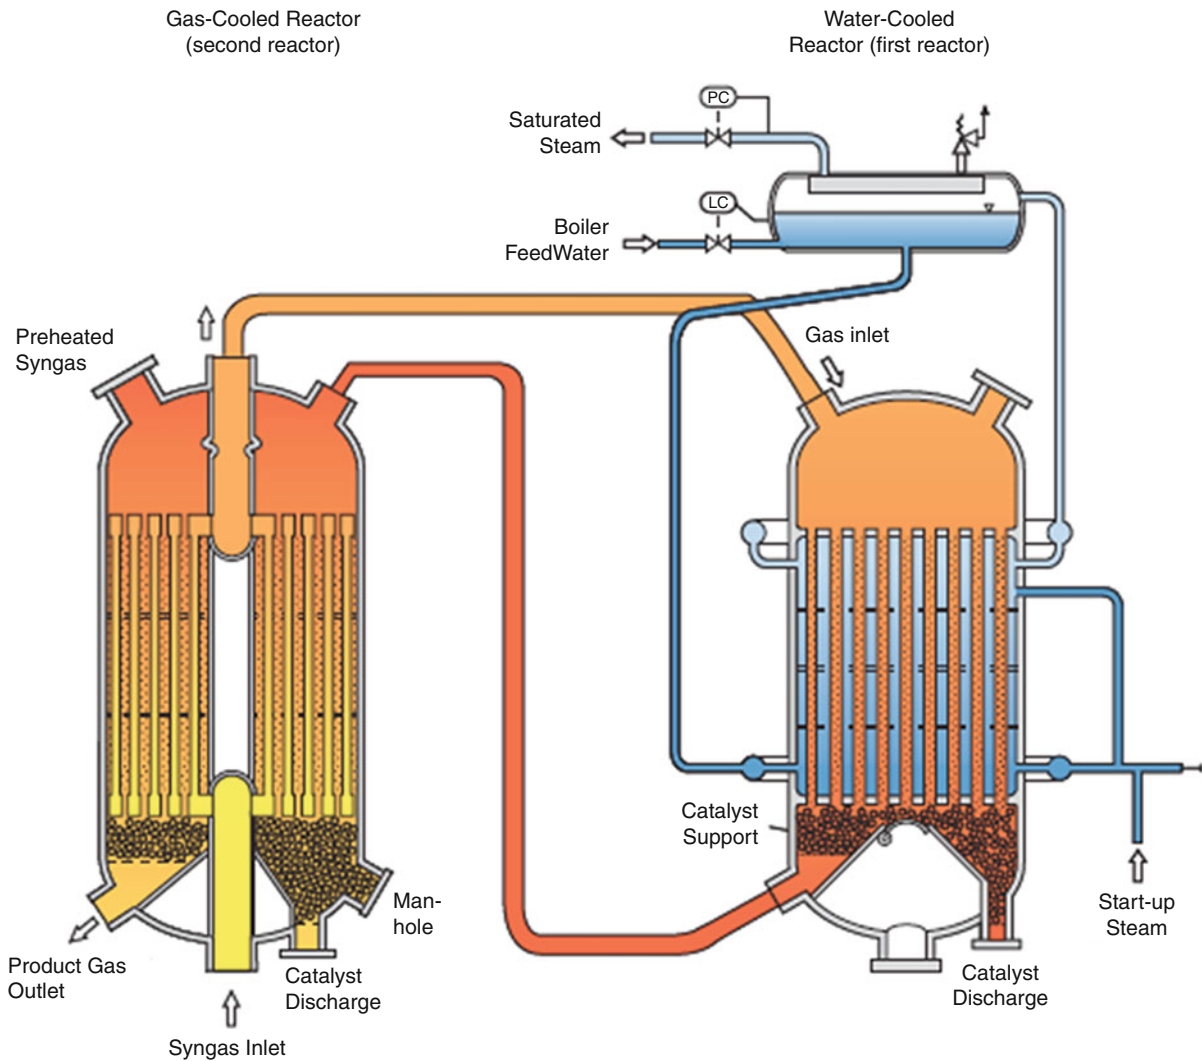 Gas-Cooled Reactor
(second reactor)
Water-Cooled
Reactor (first reactor)
PC
Saturated
Steam
LC
Boiler
FeedWater
Preheated
Syngas
Gas inlet
Catalyst
Support
Man-
hole
Start-up
Steam
Product Gas
Outlet
Catalyst
Discharge
Catalyst
Discharge
Syngas Inlet